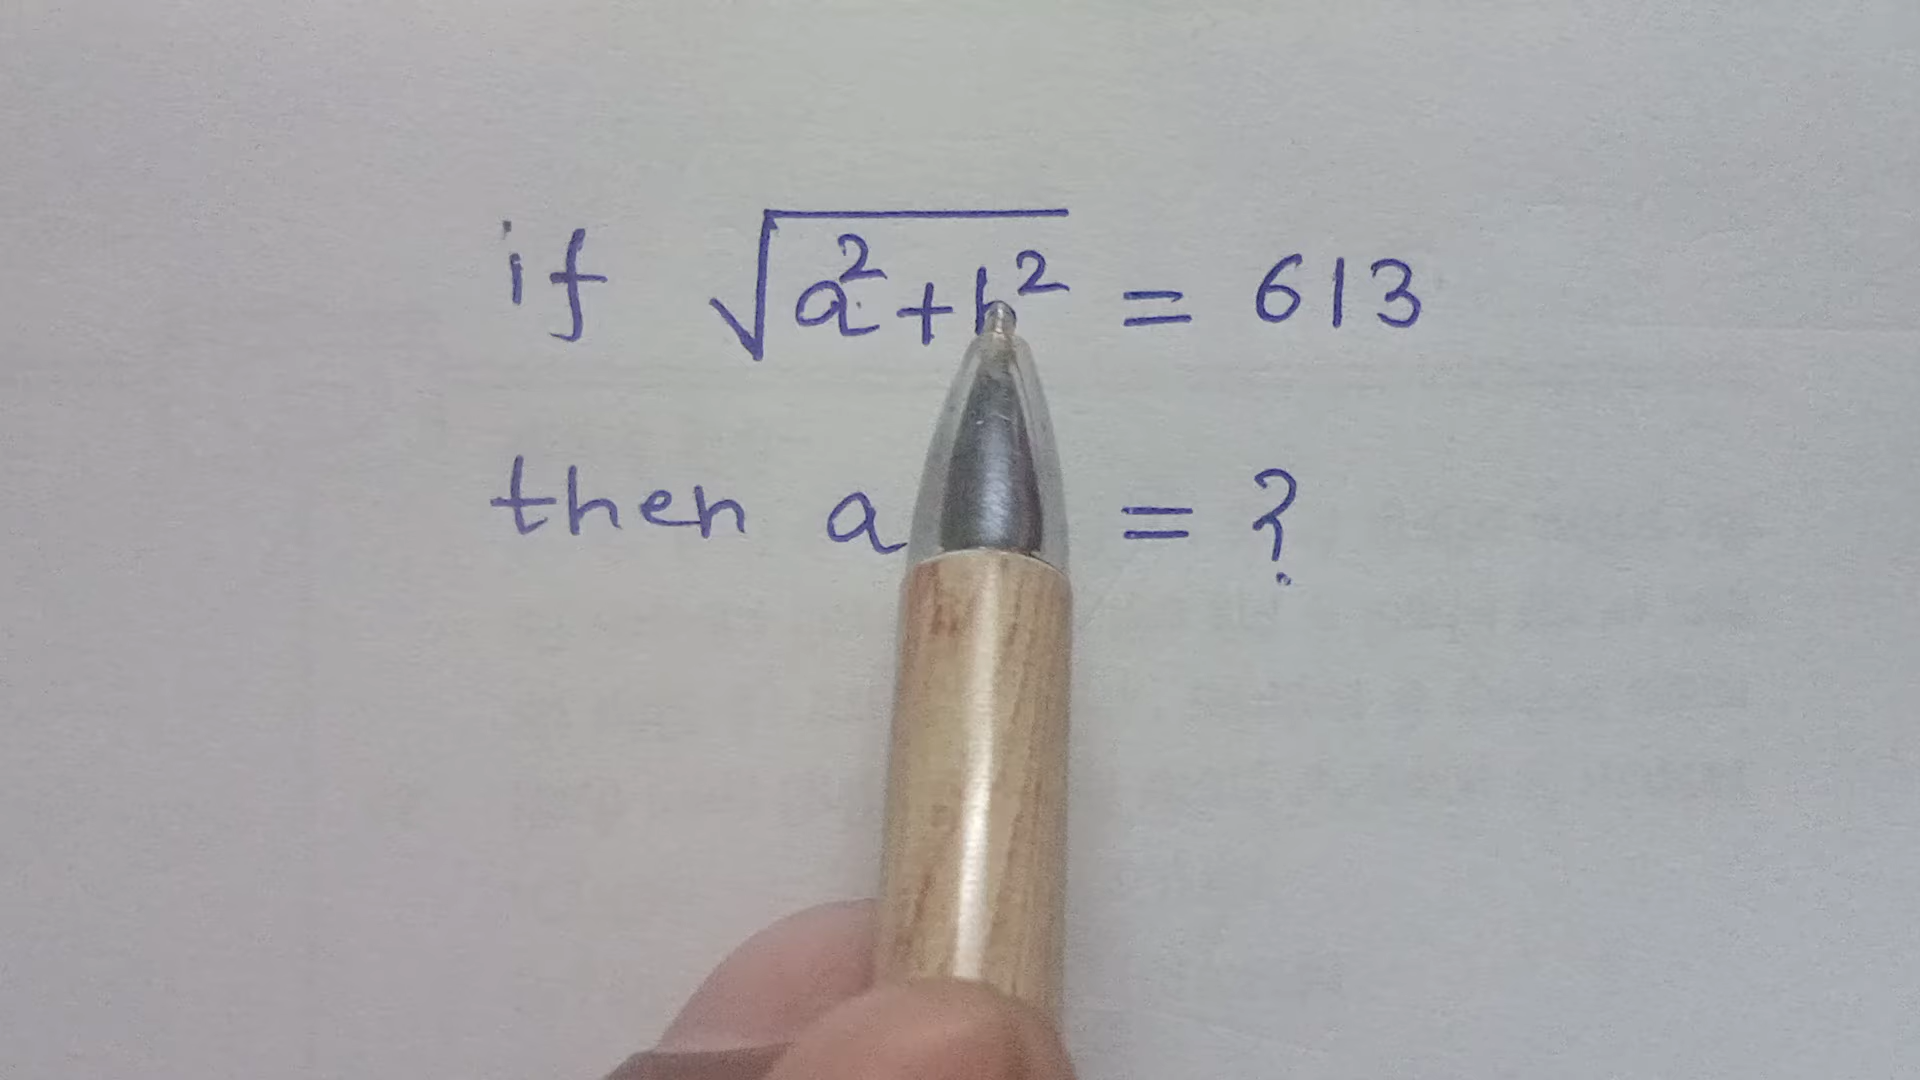 if √a²+b² = 613
then a = ?